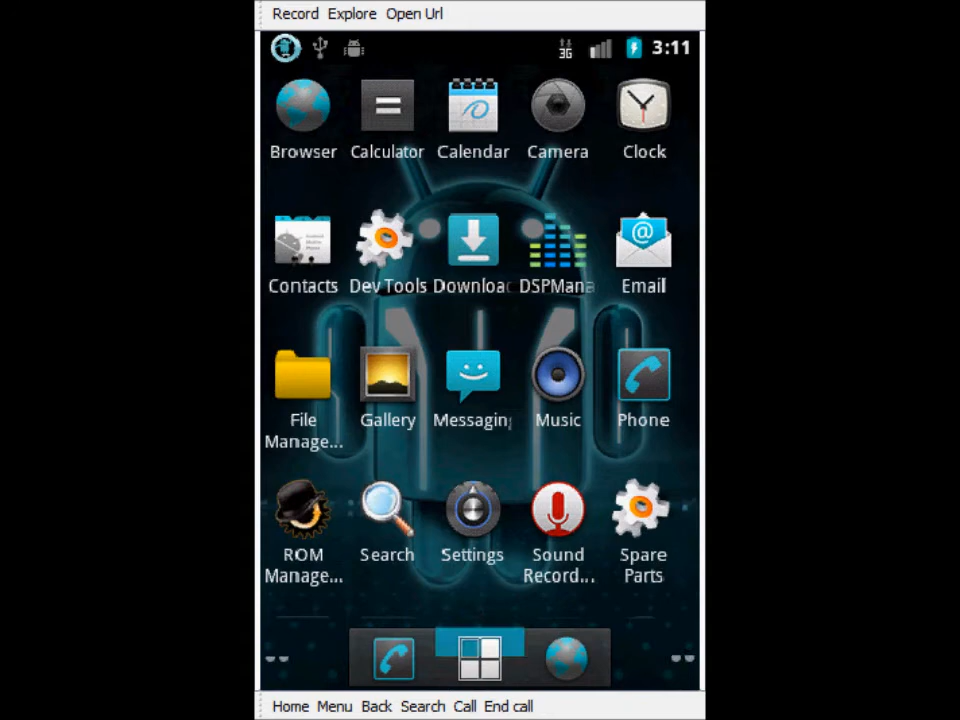 Record Explore Open Url
3G 3:11
Browser Calculator Calendar Camera Clock
Contacts Dev Tools Downloa DSPMana Email
File Manage... Gallery Messaging Music Phone
ROM Manage... Search Settings Sound Record... Spare Parts
Home Menu Back Search Call End call